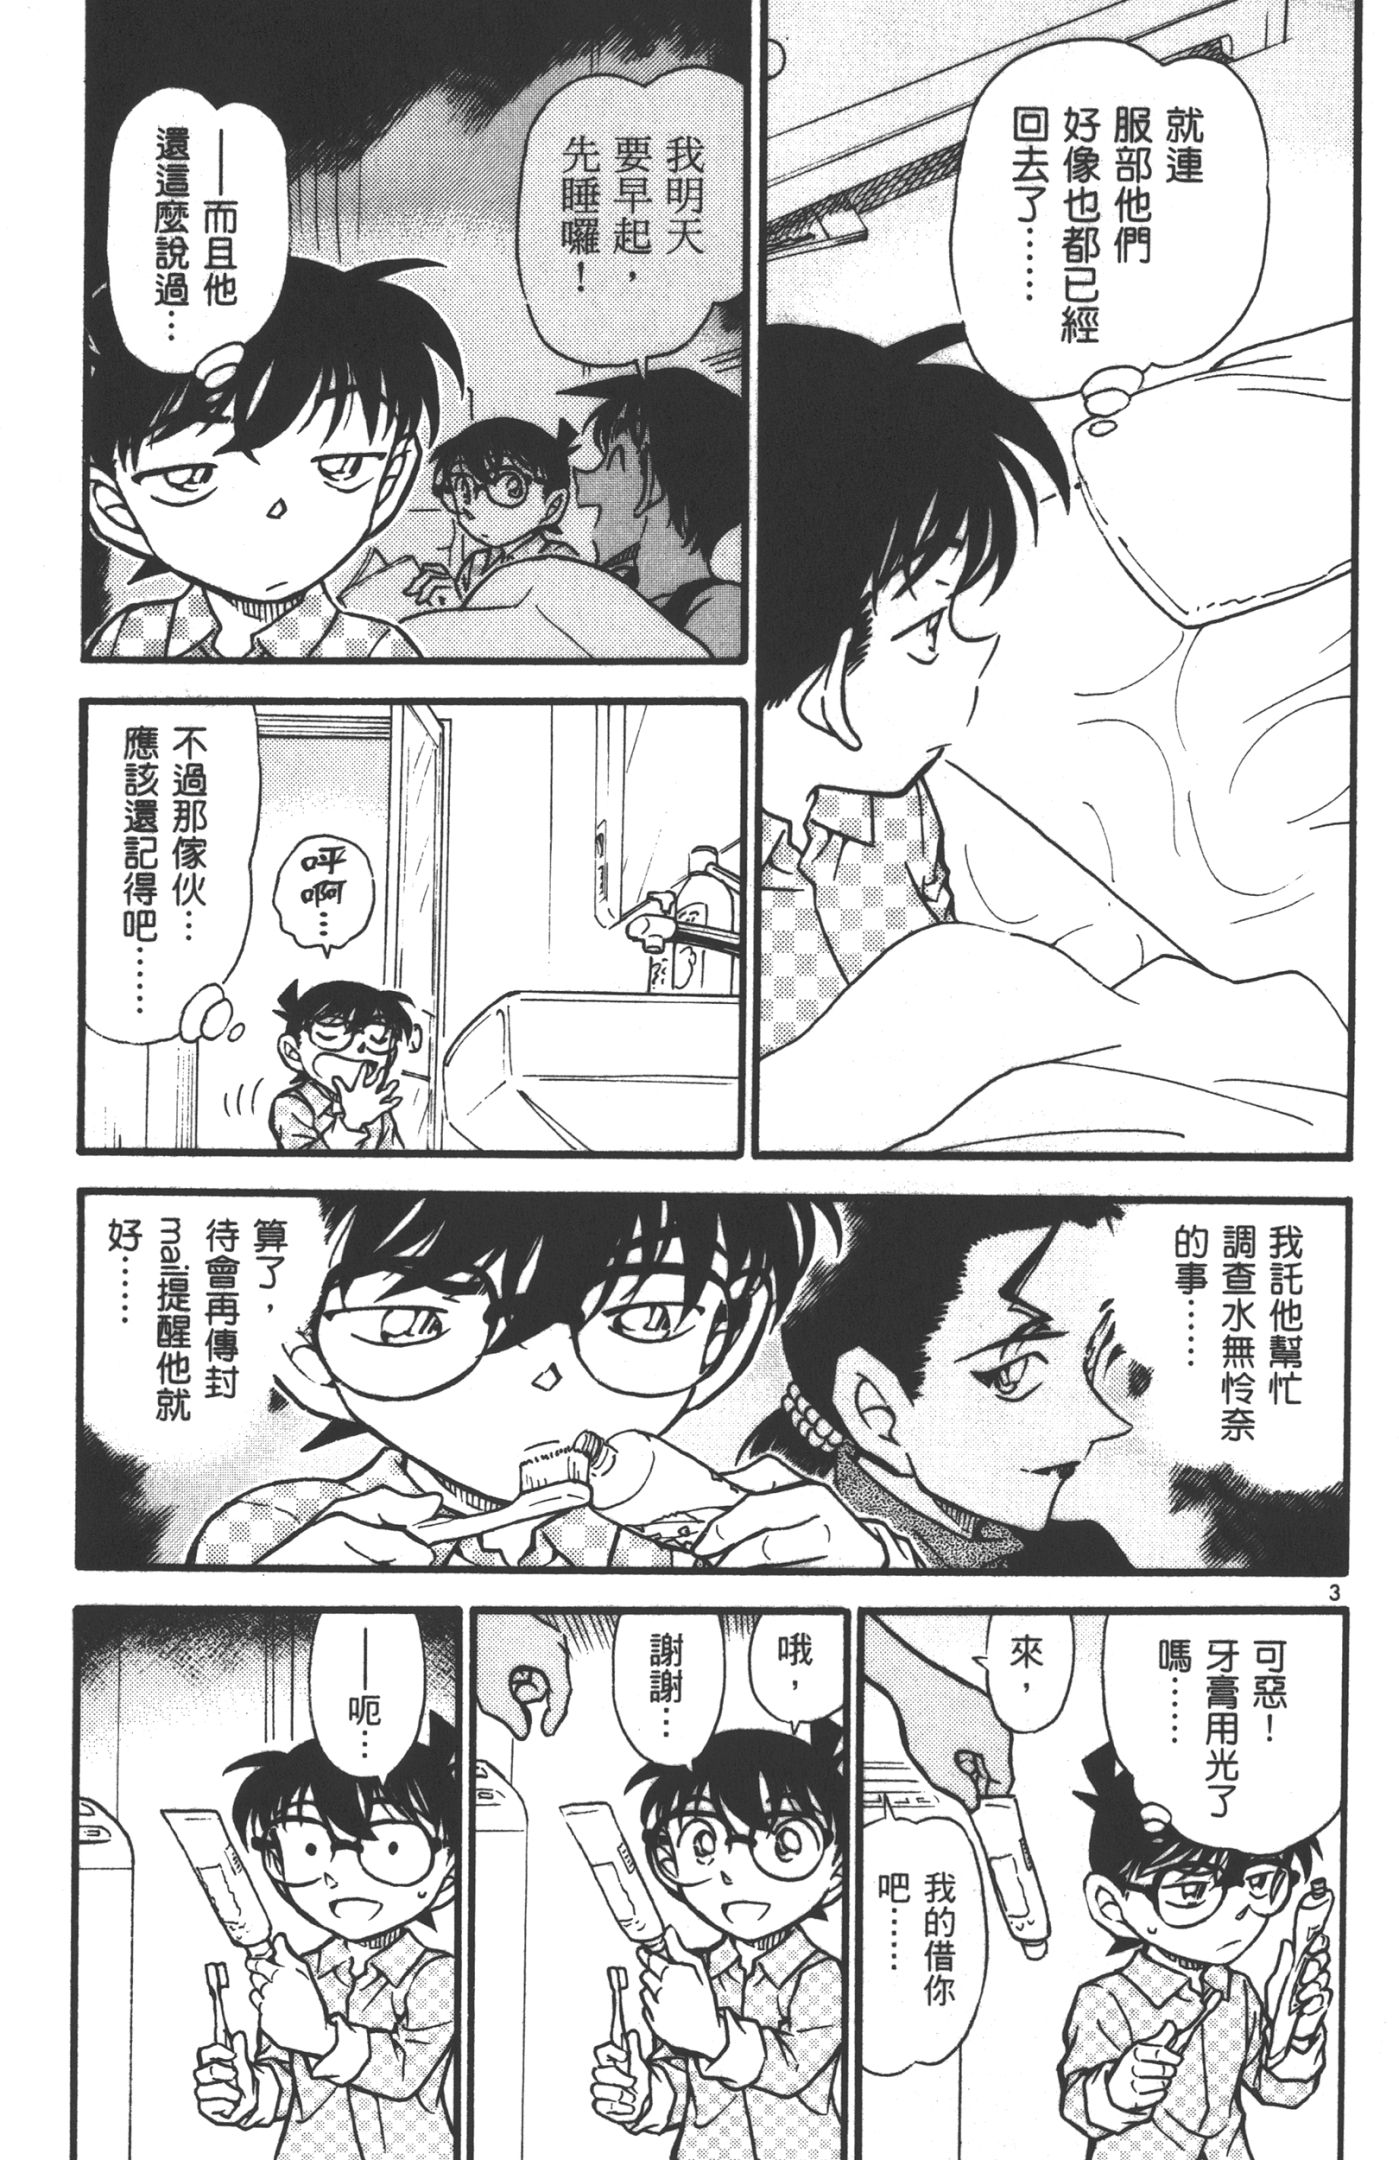 就連
服部他們
好像也都已經
回去了……
我明天
要早起，
先睡囉！
——而且他
還這麼說過…
不過那傢伙…
應該還記得吧……
呼
啊…
我託他幫忙
調查水無怜奈
的事……
算了，
待會再傳封
mail提醒他就
好……
3
可惡！
牙膏用光了
嗎……
來，
我的借你
吧……
哦，
謝謝…
——呃…